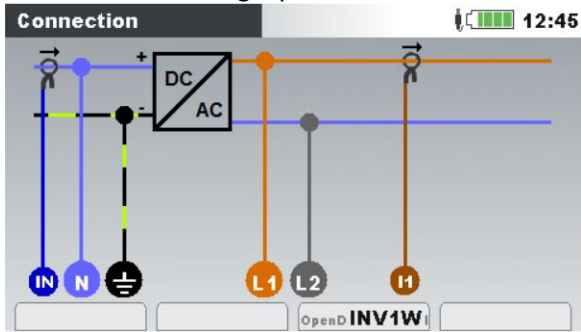 Connection 12:45
+
DC
AC
-
IN N L1 L2 I1
OpenD INV1W I